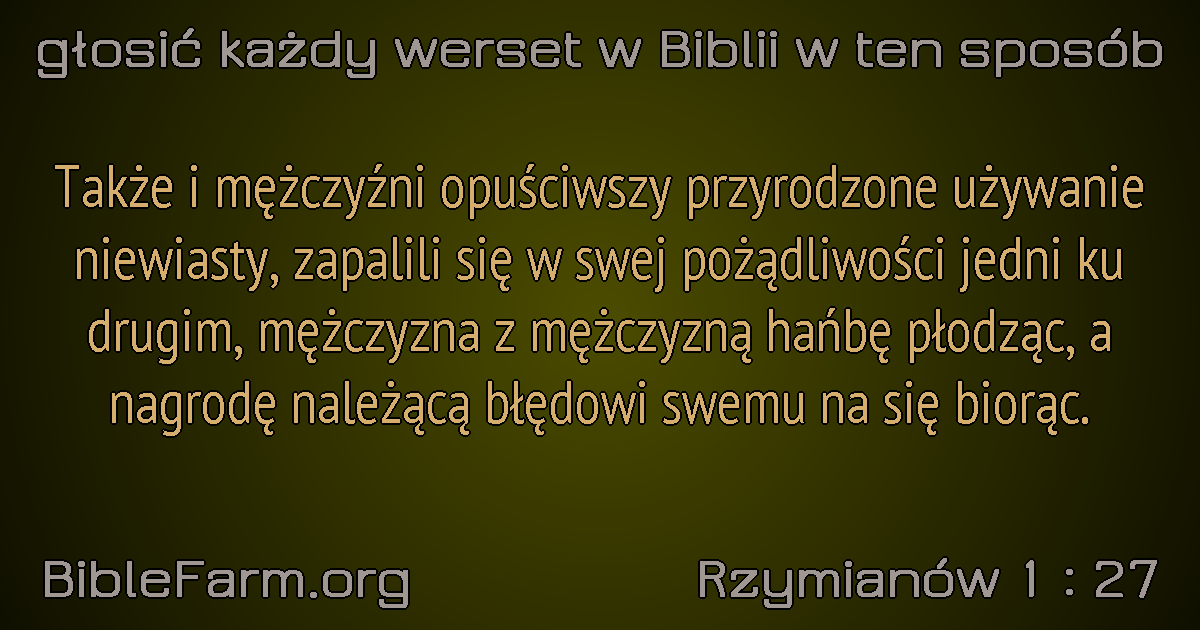 głosić każdy werset w Biblii w ten sposób
Także i mężczyźni opuściwszy przyrodzone używanie
niewiasty, zapalili się w swej pożądliwości jedni ku
drugim, mężczyzna z mężczyzną hańbę płodząc, a
nagrodę należącą błędowi swemu na się biorąc.
BibleFarm.org
Rzymianów 1 : 27